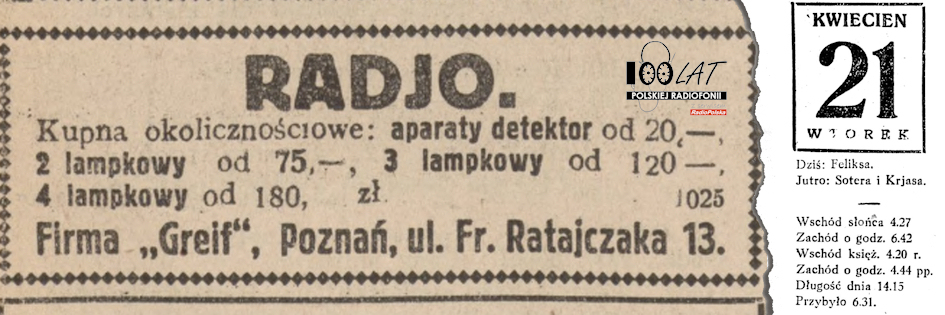 RADJO.
Kupna okolicznościowe: aparaty detektor od 20,—,
2 lampkowy od 75,—, 3 lampkowy od 120 —,
4 lampkowy od 180, zł 1025
Firma „Greif“, Poznań, ul. Fr. Ratajczaka 13.
100 LAT
POLSKIEJ RADIOFONII
RadioPolska
KWIECIEN
21
WTOREK
Dziś: Feliksa.
Jutro: Sotera i Krjasa.
Wschód słońca 4.27
Zachód o godz. 6.42
Wschód księż. 4.20 r.
Zachód o godz. 4.44 pp.
Długość dnia 14.15
Przybyło 6.31.